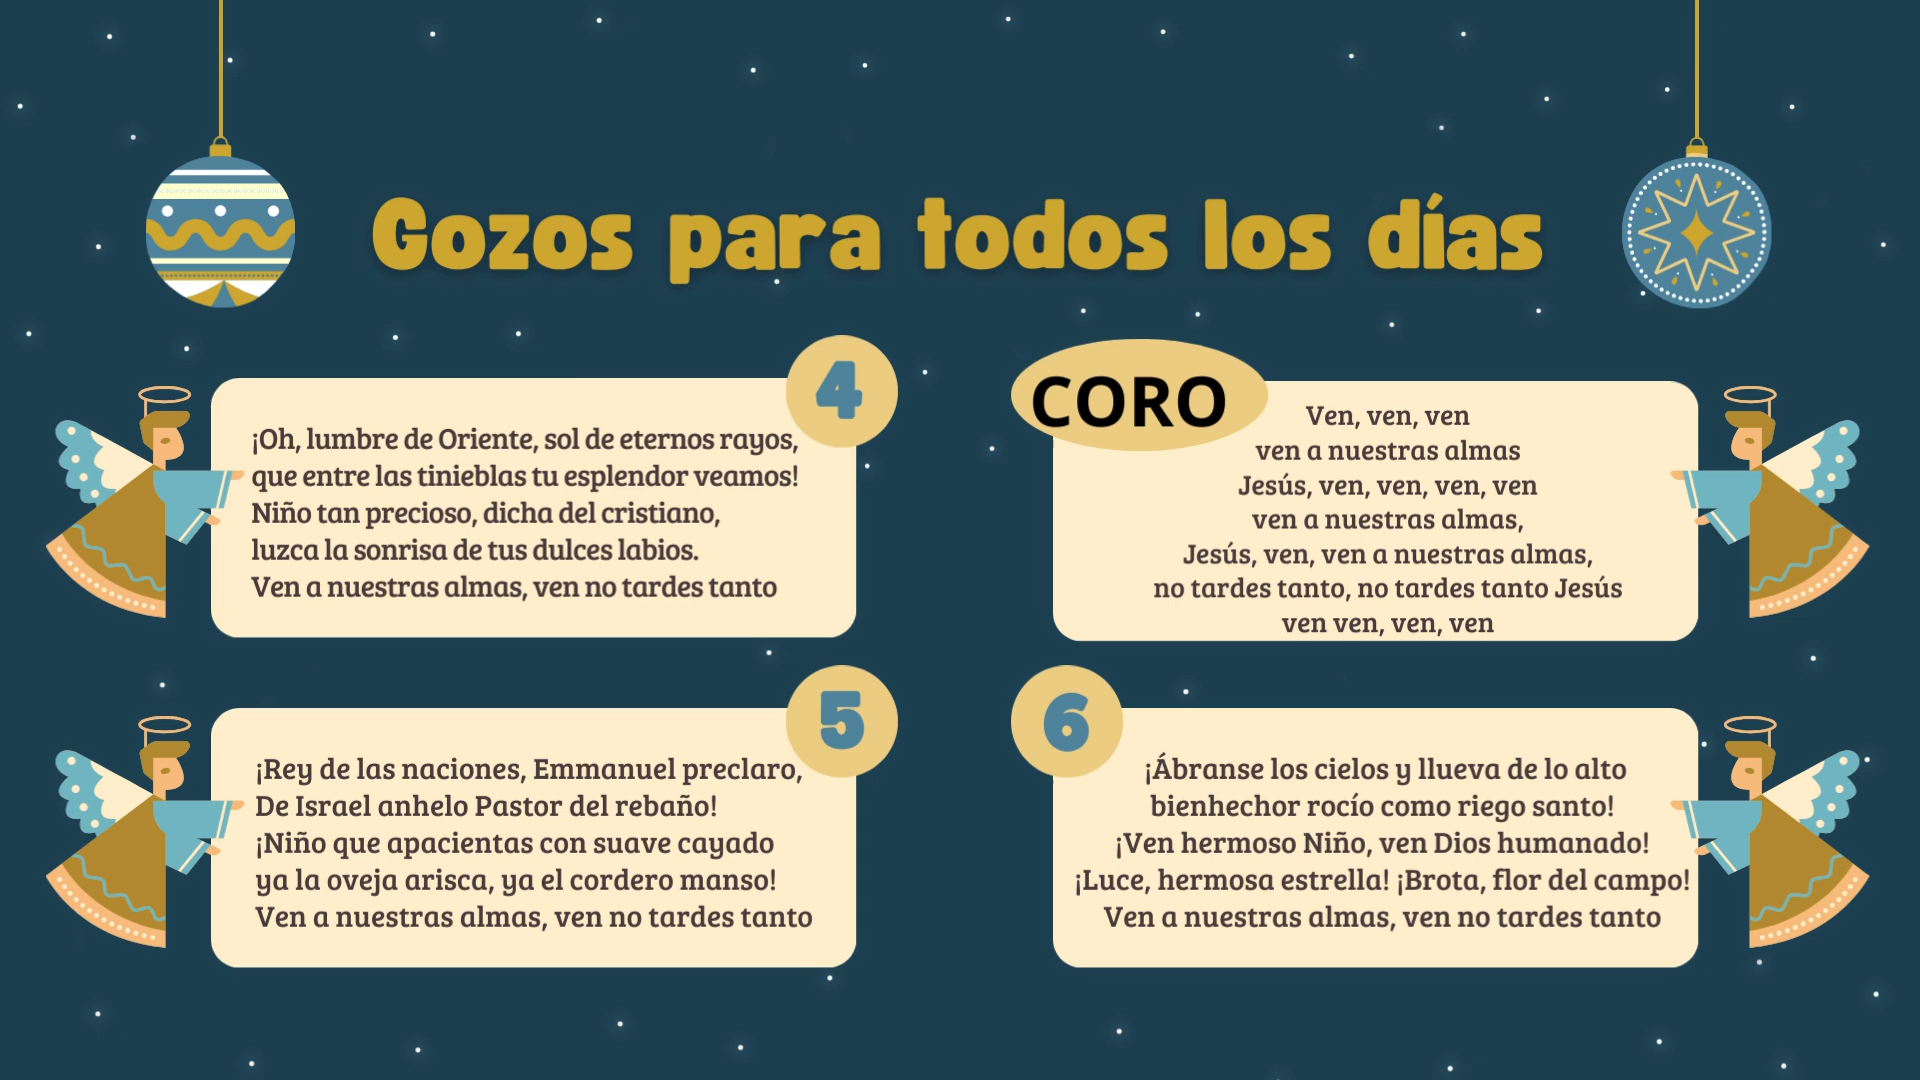 Gozos para todos los días
4
¡Oh, lumbre de Oriente, sol de eternos rayos,
que entre las tinieblas tu esplendor veamos!
Niño tan precioso, dicha del cristiano,
luzca la sonrisa de tus dulces labios.
Ven a nuestras almas, ven no tardes tanto
CORO
Ven, ven, ven
ven a nuestras almas
Jesús, ven, ven, ven, ven
ven a nuestras almas,
Jesús, ven, ven a nuestras almas,
no tardes tanto, no tardes tanto Jesús
ven ven, ven, ven
5
¡Rey de las naciones, Emmanuel preclaro,
De Israel anhelo Pastor del rebaño!
¡Niño que apacientas con suave cayado
ya la oveja arisca, ya el cordero manso!
Ven a nuestras almas, ven no tardes tanto
6
¡Ábranse los cielos y llueva de lo alto
bienhechor rocío como riego santo!
¡Ven hermoso Niño, ven Dios humanado!
¡Luce, hermosa estrella! ¡Brota, flor del campo!
Ven a nuestras almas, ven no tardes tanto